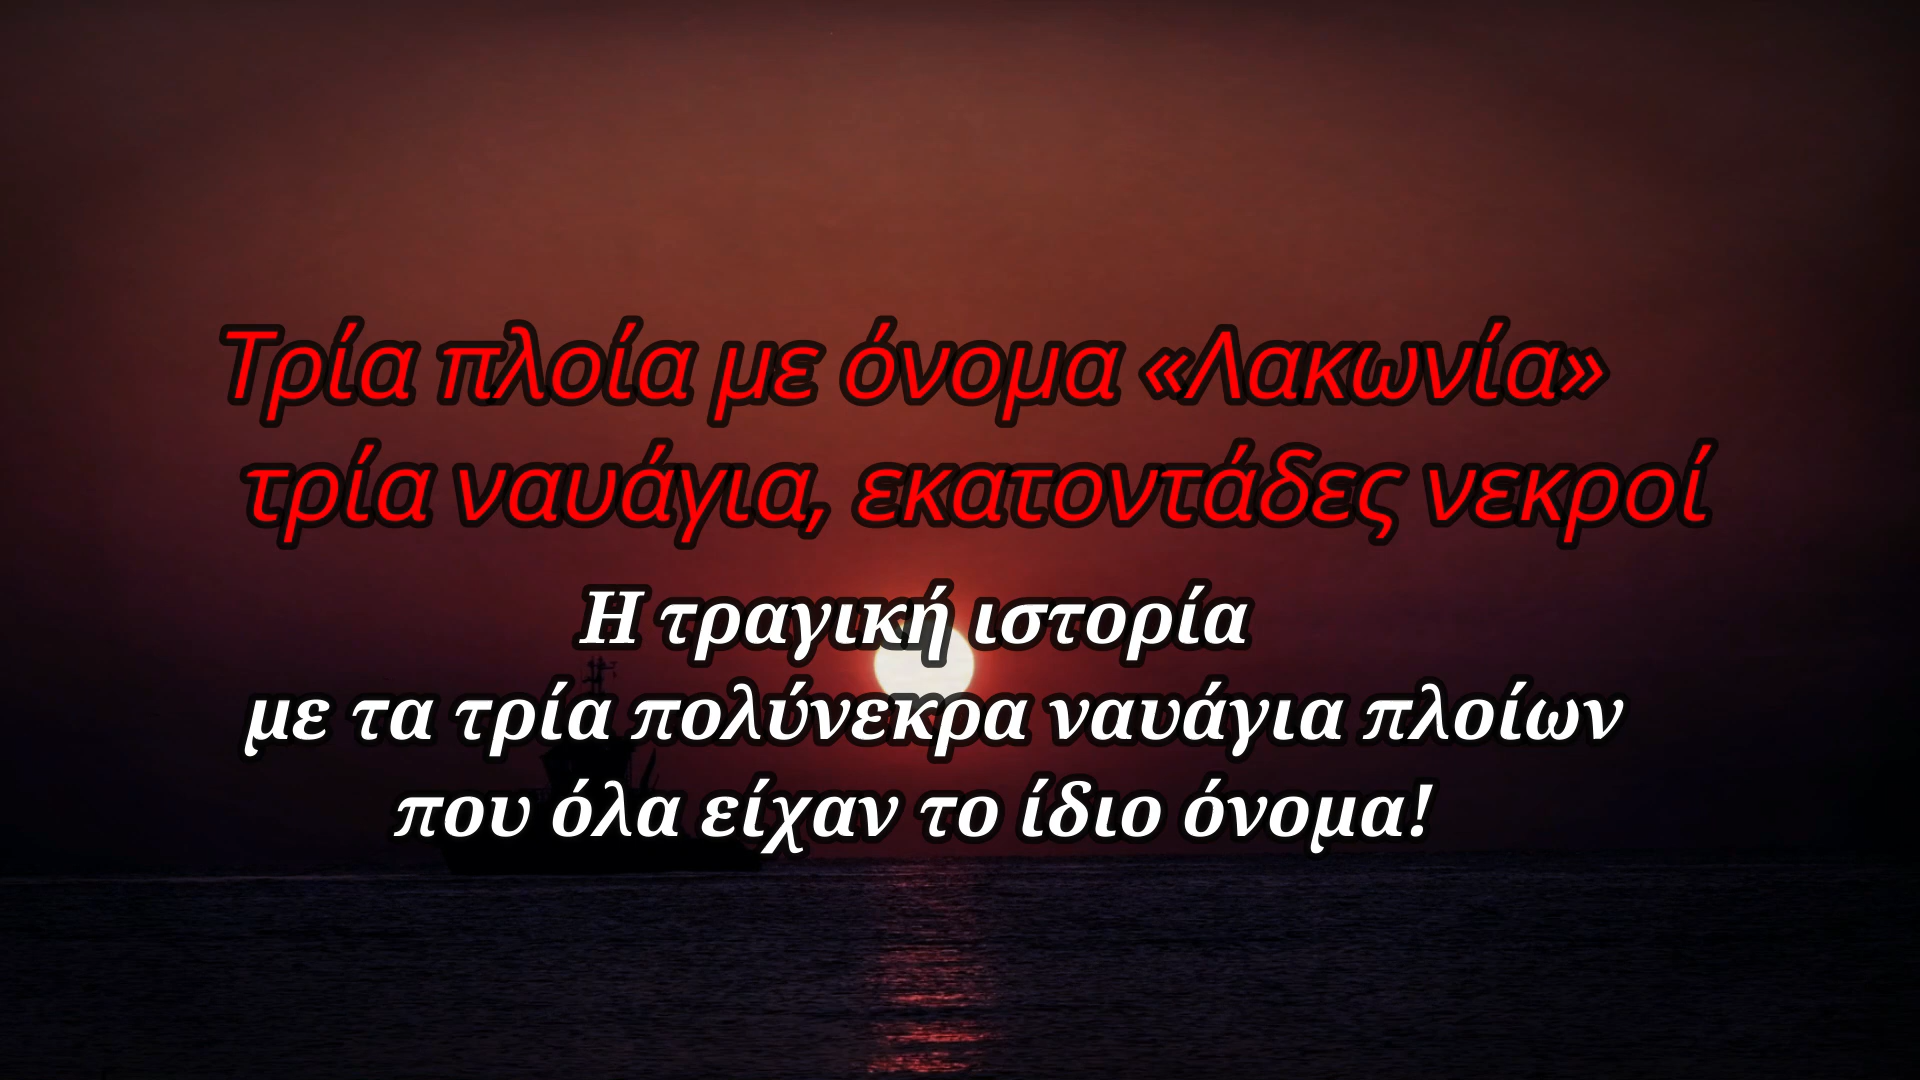 Τρία πλοία με όνομα «Λακωνία»
τρία ναυάγια, εκατοντάδες νεκροί
Η τραγική ιστορία
με τα τρία πολύνεκρα ναυάγια πλοίων
που όλα είχαν το ίδιο όνομα!